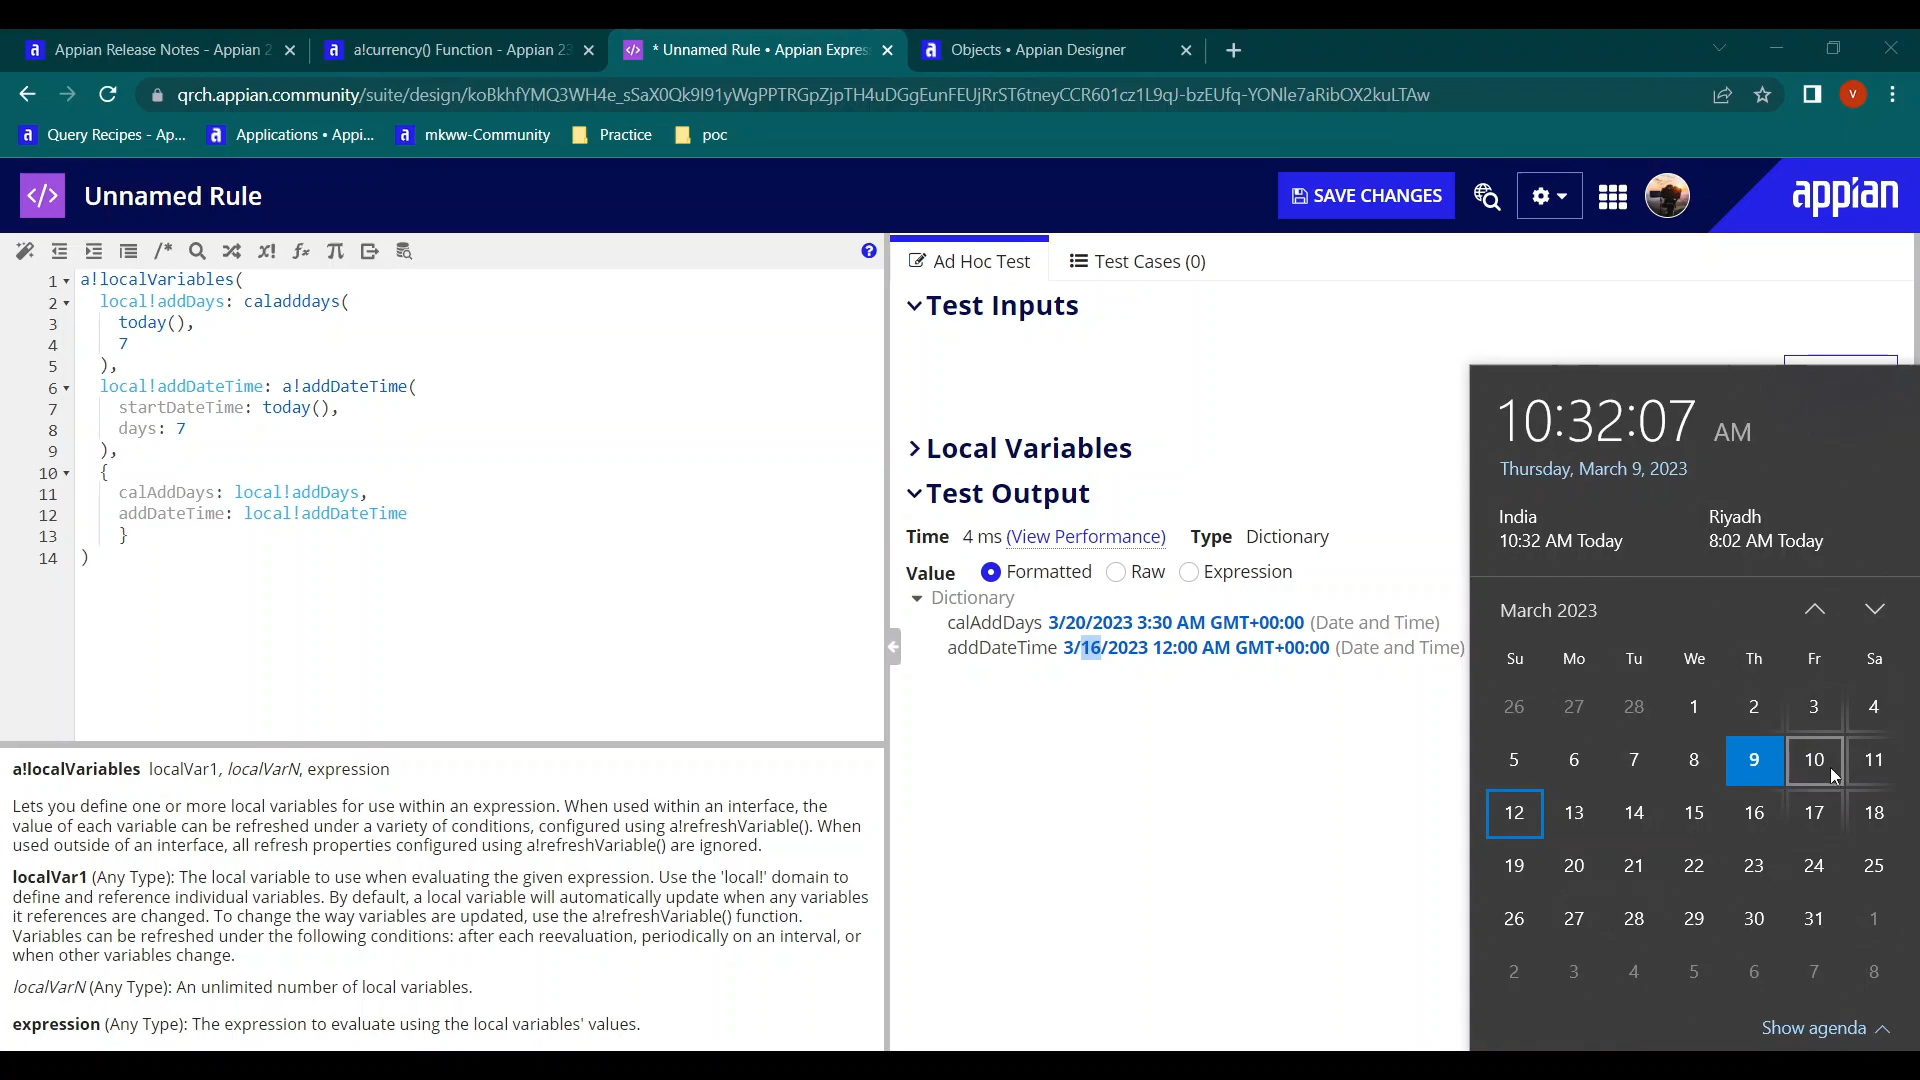 Appian Release Notes - Appian 2
a!currency() Function - Appian 23
* Unnamed Rule • Appian Express
Objects • Appian Designer
qrch.appian.community/suite/design/koBkhfYMQ3WH4e_sSaX0Qk9I91yWgPPTRGpZjpTH4uDGgEunFEUjRrST6tneyCCR601cz1L9qJ-bzEUfq-YONle7aRibOX2kuLTAw
V
Query Recipes - Ap...
Applications • Appi...
mkww-Community
Practice
poc
Unnamed Rule
SAVE CHANGES
appian
1 a!localVariables(
2 local!addDays: caladddays(
3 today(),
4 7
5 ),
6 local!addDateTime: a!addDateTime(
7 startDateTime: today(),
8 days: 7
9 ),
10 {
11 calAddDays: local!addDays,
12 addDateTime: local!addDateTime
13 }
14 )
a!localVariables localVar1, localVarN, expression
Lets you define one or more local variables for use within an expression. When used within an interface, the
value of each variable can be refreshed under a variety of conditions, configured using a!refreshVariable(). When
used outside of an interface, all refresh properties configured using a!refreshVariable() are ignored.
localVar1 (Any Type): The local variable to use when evaluating the given expression. Use the 'local!' domain to
define and reference individual variables. By default, a local variable will automatically update when any variables
it references are changed. To change the way variables are updated, use the a!refreshVariable() function.
Variables can be refreshed under the following conditions: after each reevaluation, periodically on an interval, or
when other variables change.
localVarN (Any Type): An unlimited number of local variables.
expression (Any Type): The expression to evaluate using the local variables' values.
Ad Hoc Test
Test Cases (0)
Test Inputs
Local Variables
Test Output
Time 4 ms (View Performance) Type Dictionary
Value Formatted Raw Expression
Dictionary
calAddDays 3/20/2023 3:30 AM GMT+00:00 (Date and Time)
addDateTime 3/16/2023 12:00 AM GMT+00:00 (Date and Time)
10:32:07 AM
Thursday, March 9, 2023
India Riyadh
10:32 AM Today 8:02 AM Today
March 2023
Su Mo Tu We Th Fr Sa
26 27 28 1 2 3 4
5 6 7 8 9 10 11
12 13 14 15 16 17 18
19 20 21 22 23 24 25
26 27 28 29 30 31 1
2 3 4 5 6 7 8
Show agenda